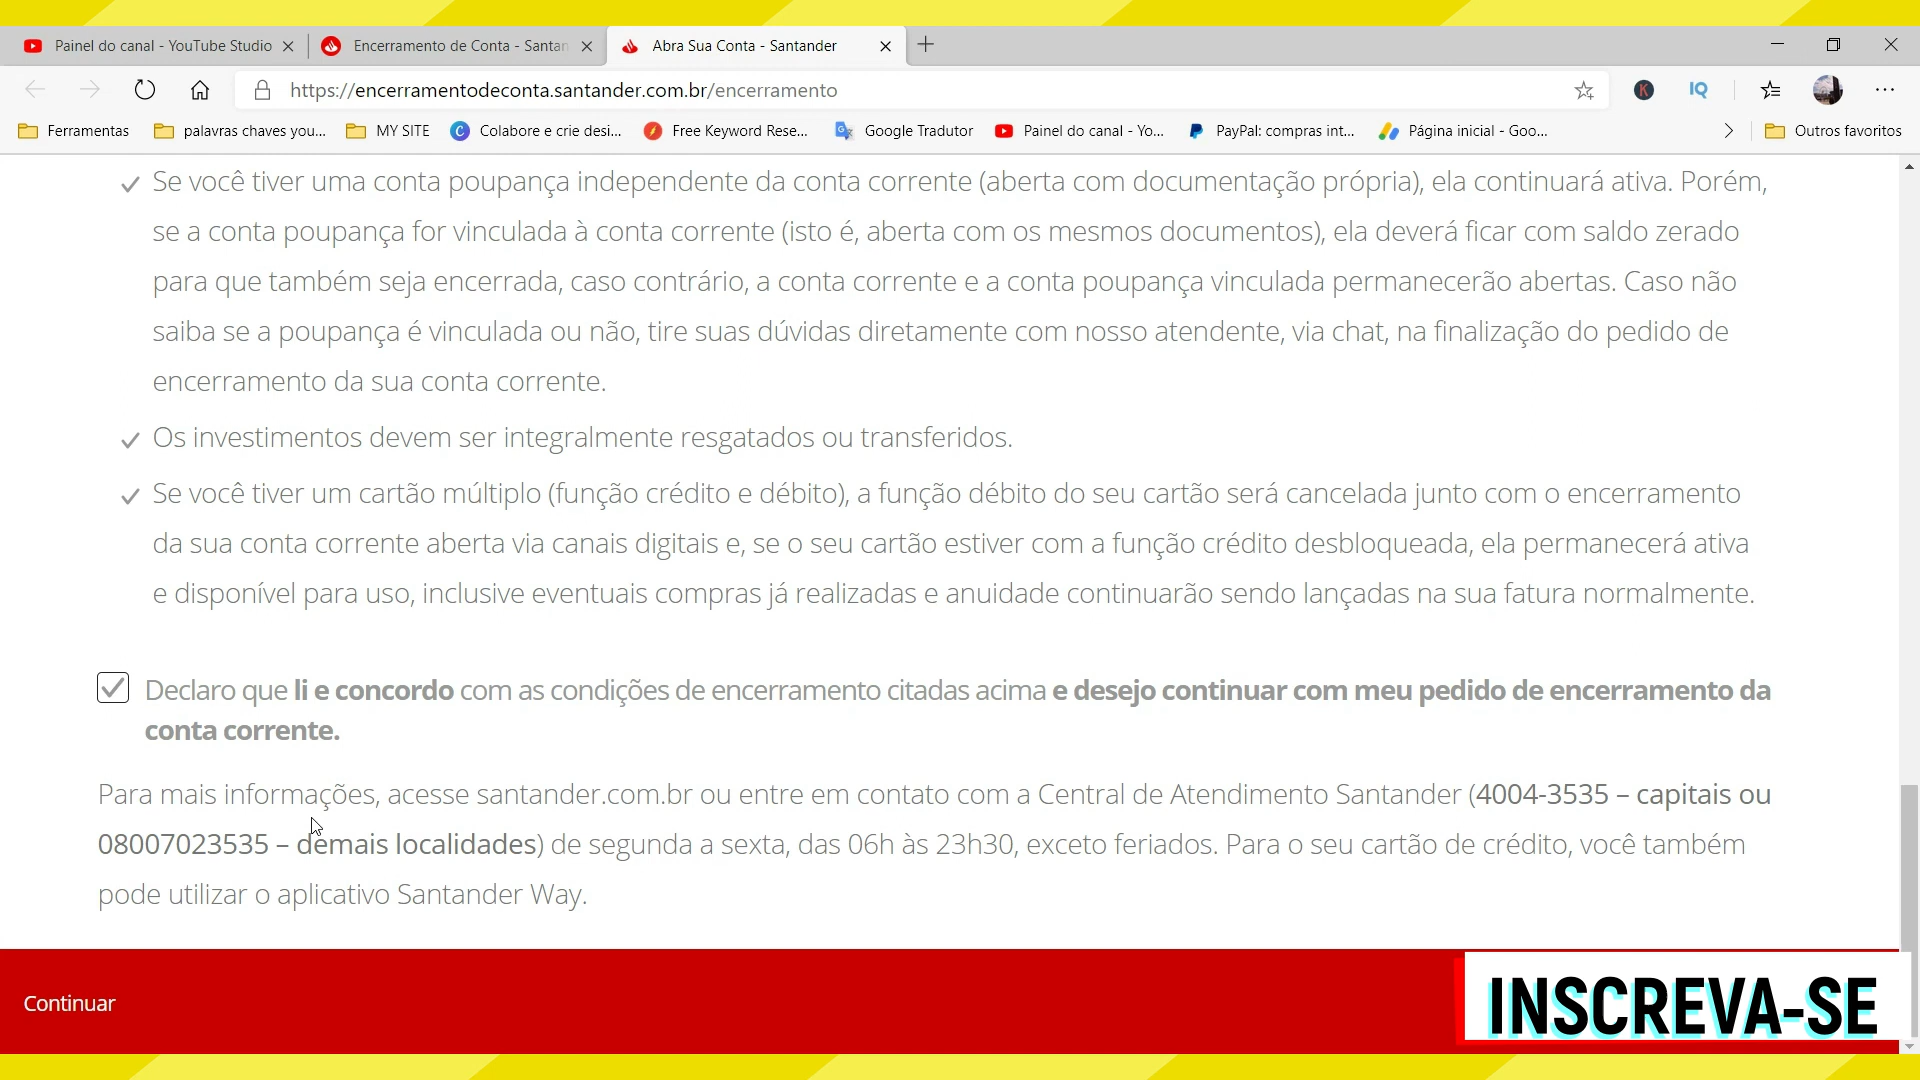 Painel do canal - YouTube Studio
Encerramento de Conta - Santan
Abra Sua Conta - Santander
https://encerramentodeconta.santander.com.br/encerramento
K
IQ
Ferramentas
palavras chaves you...
MY SITE
C
Colabore e crie desi...
Free Keyword Rese...
Google Tradutor
Painel do canal - Yo...
PayPal: compras int...
Página inicial - Goo...
Outros favoritos
Se você tiver uma conta poupança independente da conta corrente (aberta com documentação própria), ela continuará ativa. Porém,
se a conta poupança for vinculada à conta corrente (isto é, aberta com os mesmos documentos), ela deverá ficar com saldo zerado
para que também seja encerrada, caso contrário, a conta corrente e a conta poupança vinculada permanecerão abertas. Caso não
saiba se a poupança é vinculada ou não, tire suas dúvidas diretamente com nosso atendente, via chat, na finalização do pedido de
encerramento da sua conta corrente.
Os investimentos devem ser integralmente resgatados ou transferidos.
Se você tiver um cartão múltiplo (função crédito e débito), a função débito do seu cartão será cancelada junto com o encerramento
da sua conta corrente aberta via canais digitais e, se o seu cartão estiver com a função crédito desbloqueada, ela permanecerá ativa
e disponível para uso, inclusive eventuais compras já realizadas e anuidade continuarão sendo lançadas na sua fatura normalmente.
Declaro que li e concordo com as condições de encerramento citadas acima e desejo continuar com meu pedido de encerramento da
conta corrente.
Para mais informações, acesse santander.com.br ou entre em contato com a Central de Atendimento Santander (4004-3535 – capitais ou
08007023535 – demais localidades) de segunda a sexta, das 06h às 23h30, exceto feriados. Para o seu cartão de crédito, você também
pode utilizar o aplicativo Santander Way.
Continuar
INSCREVA-SE